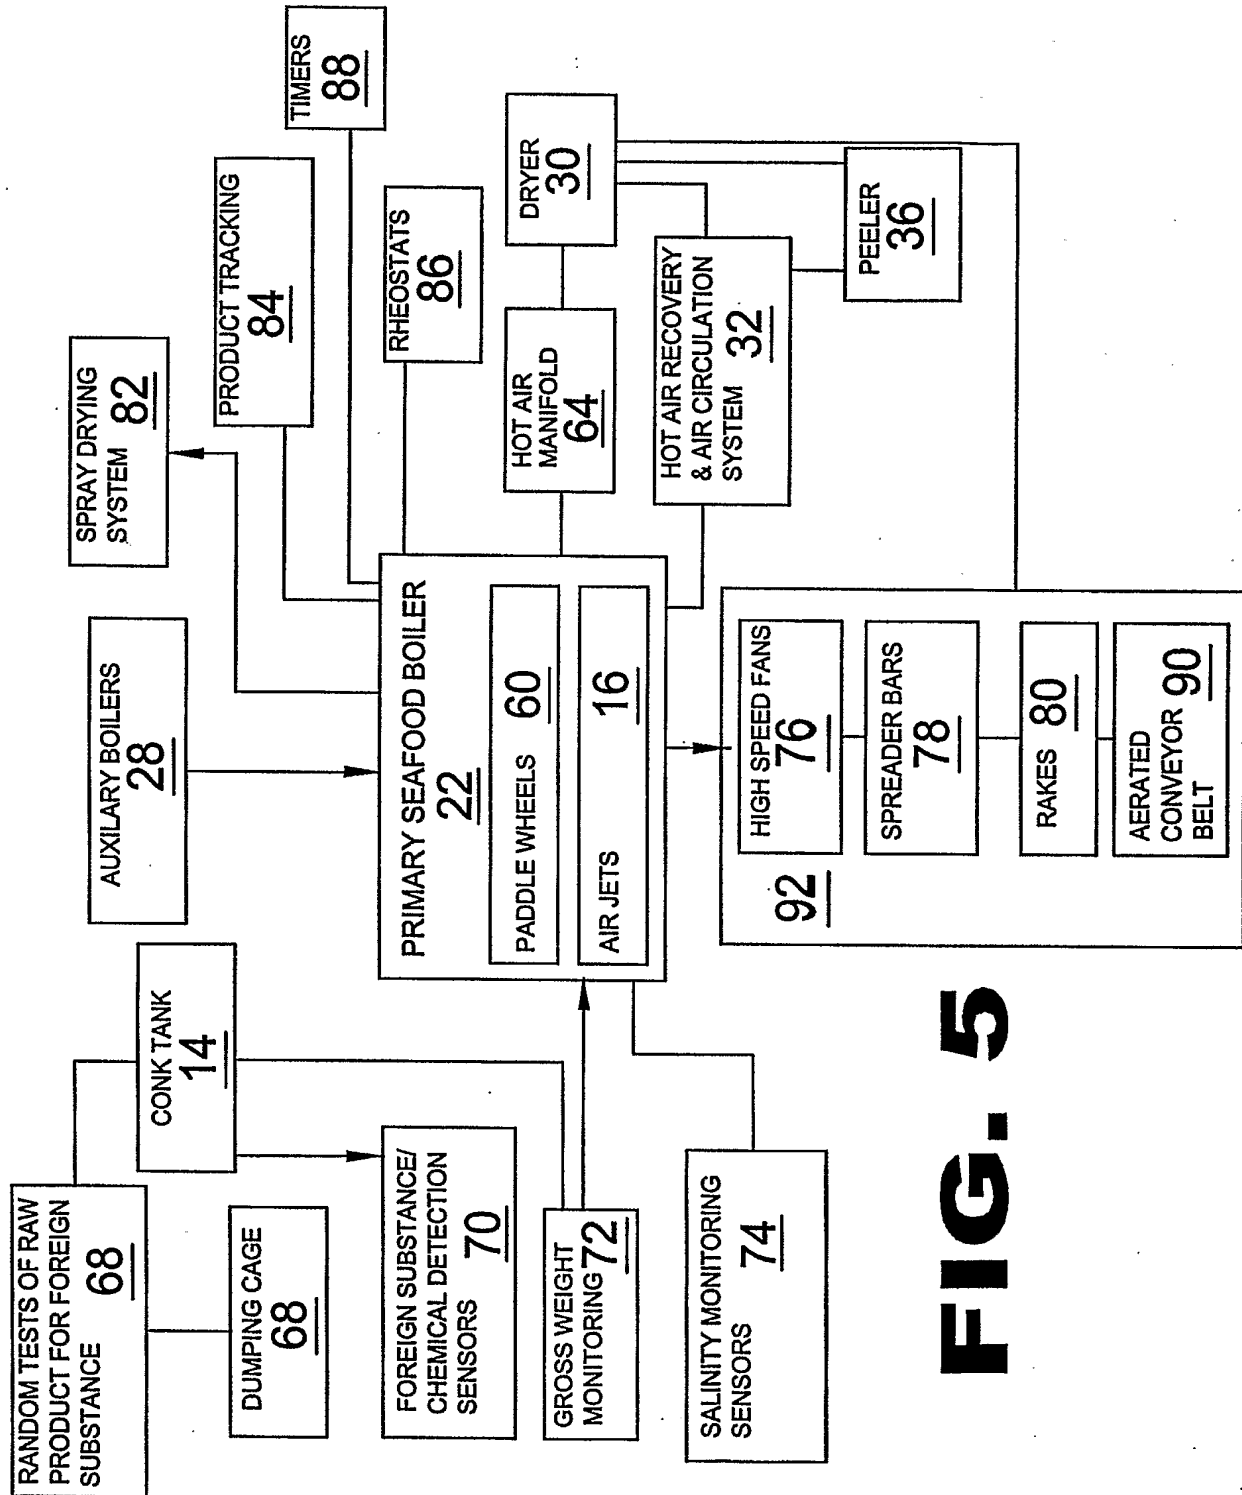 RANDOM TESTS OF RAW
PRODUCT FOR FOREIGN
SUBSTANCE
68
CONK TANK
14
AUXILARY BOILERS
28
SPRAY DRYING
SYSTEM
82
PRODUCT TRACKING
84
TIMERS
88
DUMPING CAGE
68
FOREIGN SUBSTANCE/
CHEMICAL DETECTION
SENSORS
70
GROSS WEIGHT
MONITORING
72
SALINITY MONITORING
SENSORS
74
PRIMARY SEAFOOD BOILER
22
PADDLE WHEELS
60
AIR JETS
16
RHEOSTATS
86
HOT AIR
MANIFOLD
64
DRYER
30
HOT AIR RECOVERY
& AIR CIRCULATION
SYSTEM
32
PEELER
36
92
HIGH SPEED FANS
76
SPREADER BARS
78
RAKES
80
AERATED
CONVEYOR
BELT
90
FIG. 5